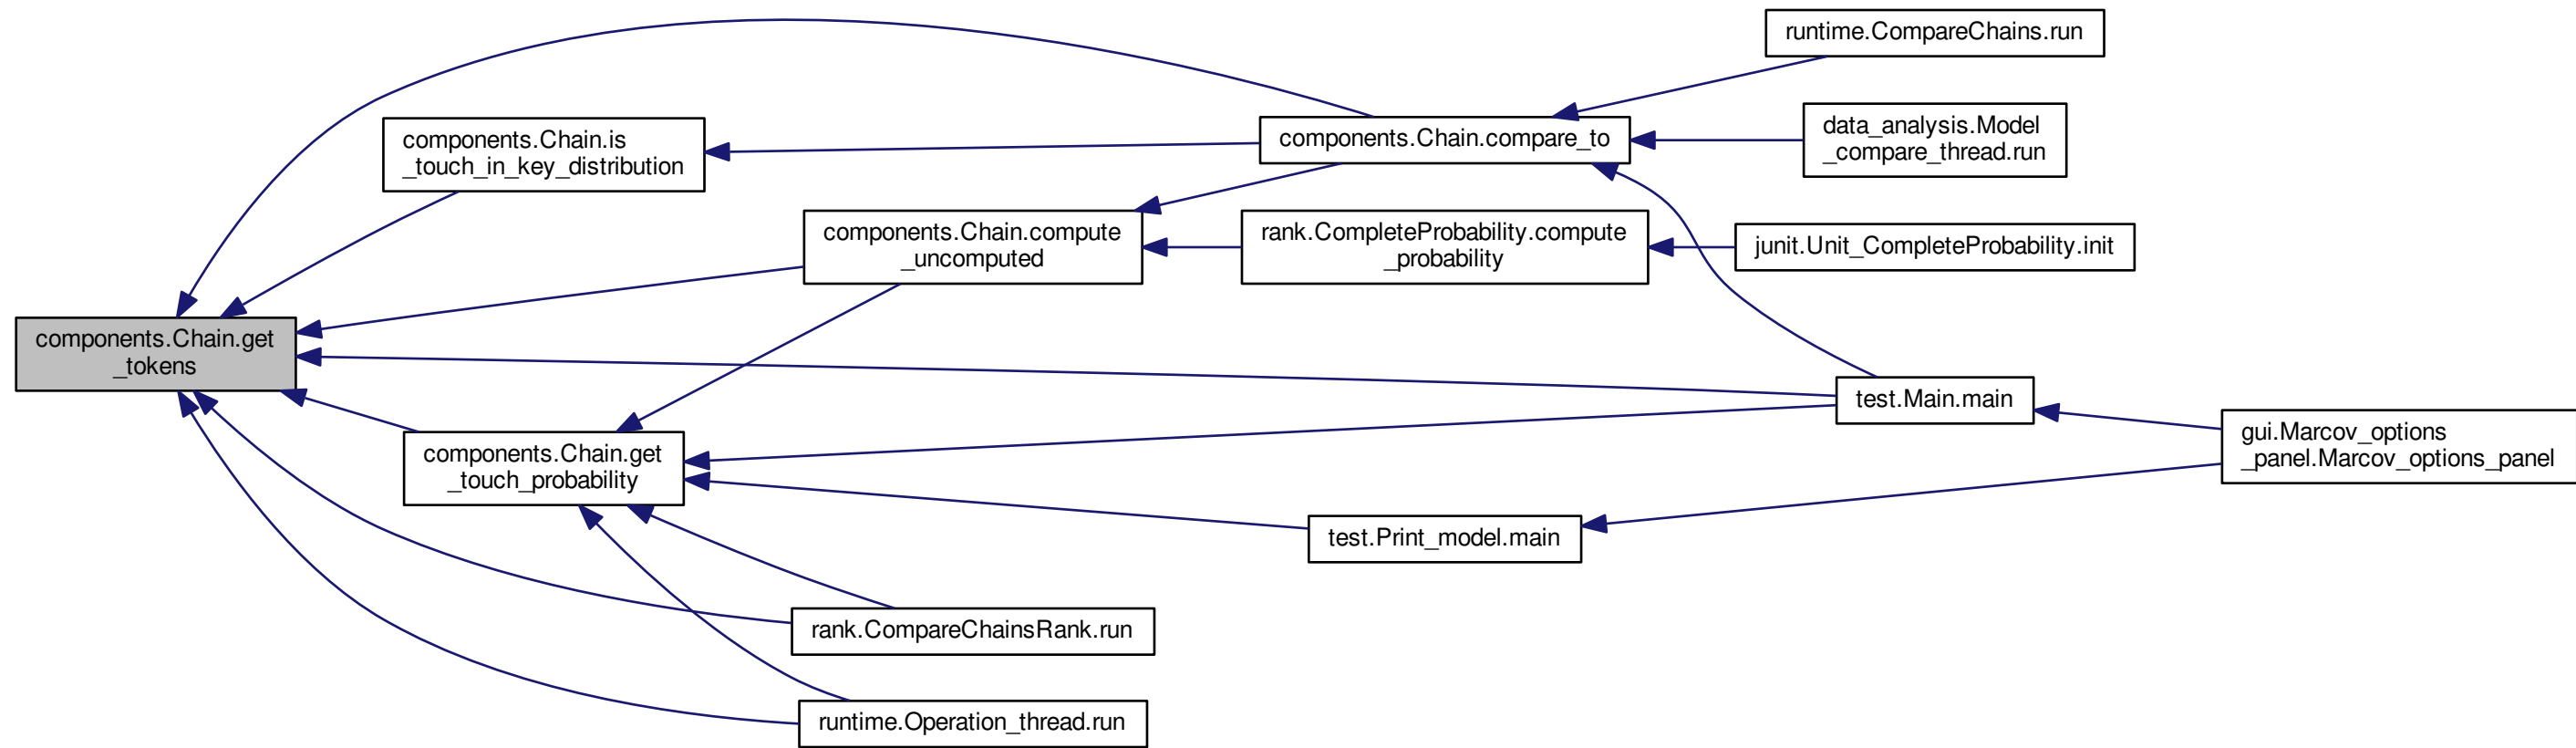 runtime.CompareChains.run
components.Chain.is
_touch_in_key_distribution
components.Chain.compare_to
data_analysis.Model
_compare_thread.run
components.Chain.compute
_uncomputed
rank.CompleteProbability.compute
_probability
junit.Unit_CompleteProbability.init
components.Chain.get
_tokens
test.Main.main
gui.Marcov_options
_panel.Marcov_options_panel
components.Chain.get
_touch_probability
test.Print_model.main
rank.CompareChainsRank.run
runtime.Operation_thread.run